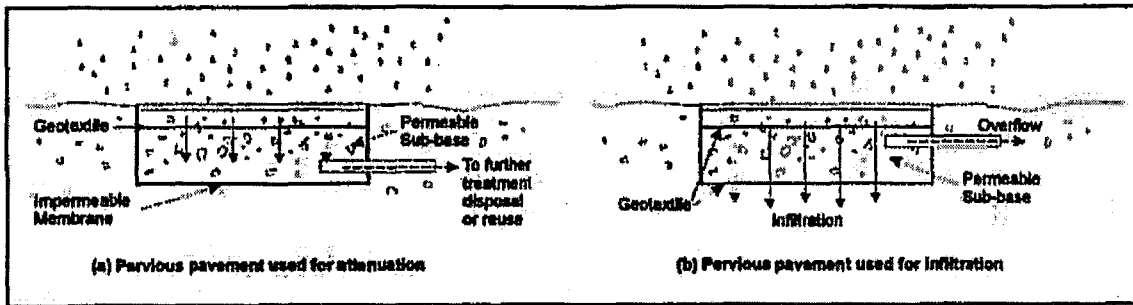 Geotextile
Permeable
Sub-base
Impermeable
Membrane
To further
treatment
disposal
or reuse
(a) Pervious pavement used for attenuation
Overflow
Permeable
Sub-base
Geotextile
Infiltration
(b) Pervious pavement used for infiltration